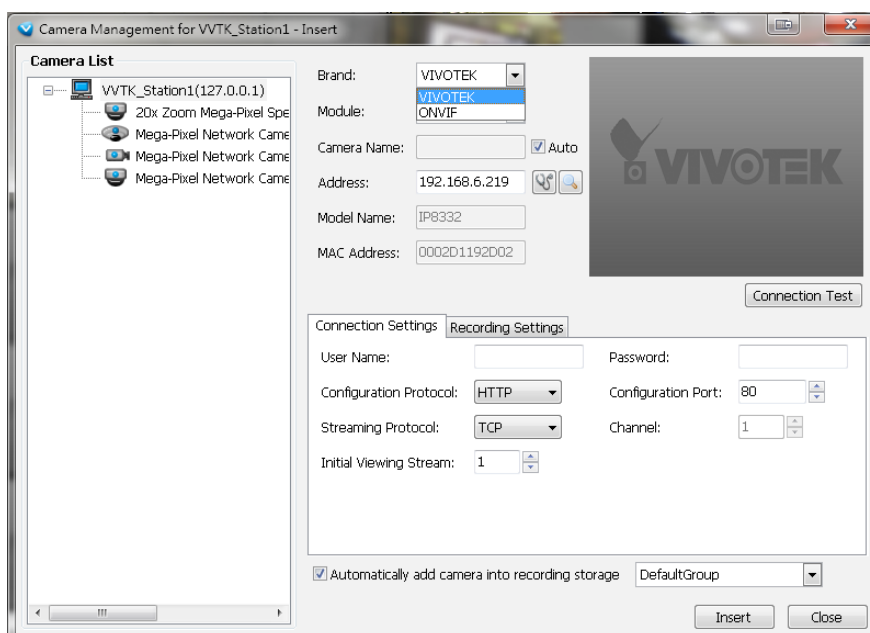 Camera Management for VVTK_Station1 - Insert
Camera List
VVTK_Station1(127.0.0.1)
20x Zoom Mega-Pixel Spe
Mega-Pixel Network Came
Mega-Pixel Network Came
Mega-Pixel Network Came
Brand: VIVOTEK
VIVOTEK
ONVIF
Module:
Camera Name: Auto
Address: 192.168.6.219
Model Name: IP8332
MAC Address: 0002D1192D02
VIVOTEK
Connection Test
Connection Settings Recording Settings
User Name: Password:
Configuration Protocol: HTTP Configuration Port: 80
Streaming Protocol: TCP Channel: 1
Initial Viewing Stream: 1
Automatically add camera into recording storage DefaultGroup
Insert Close